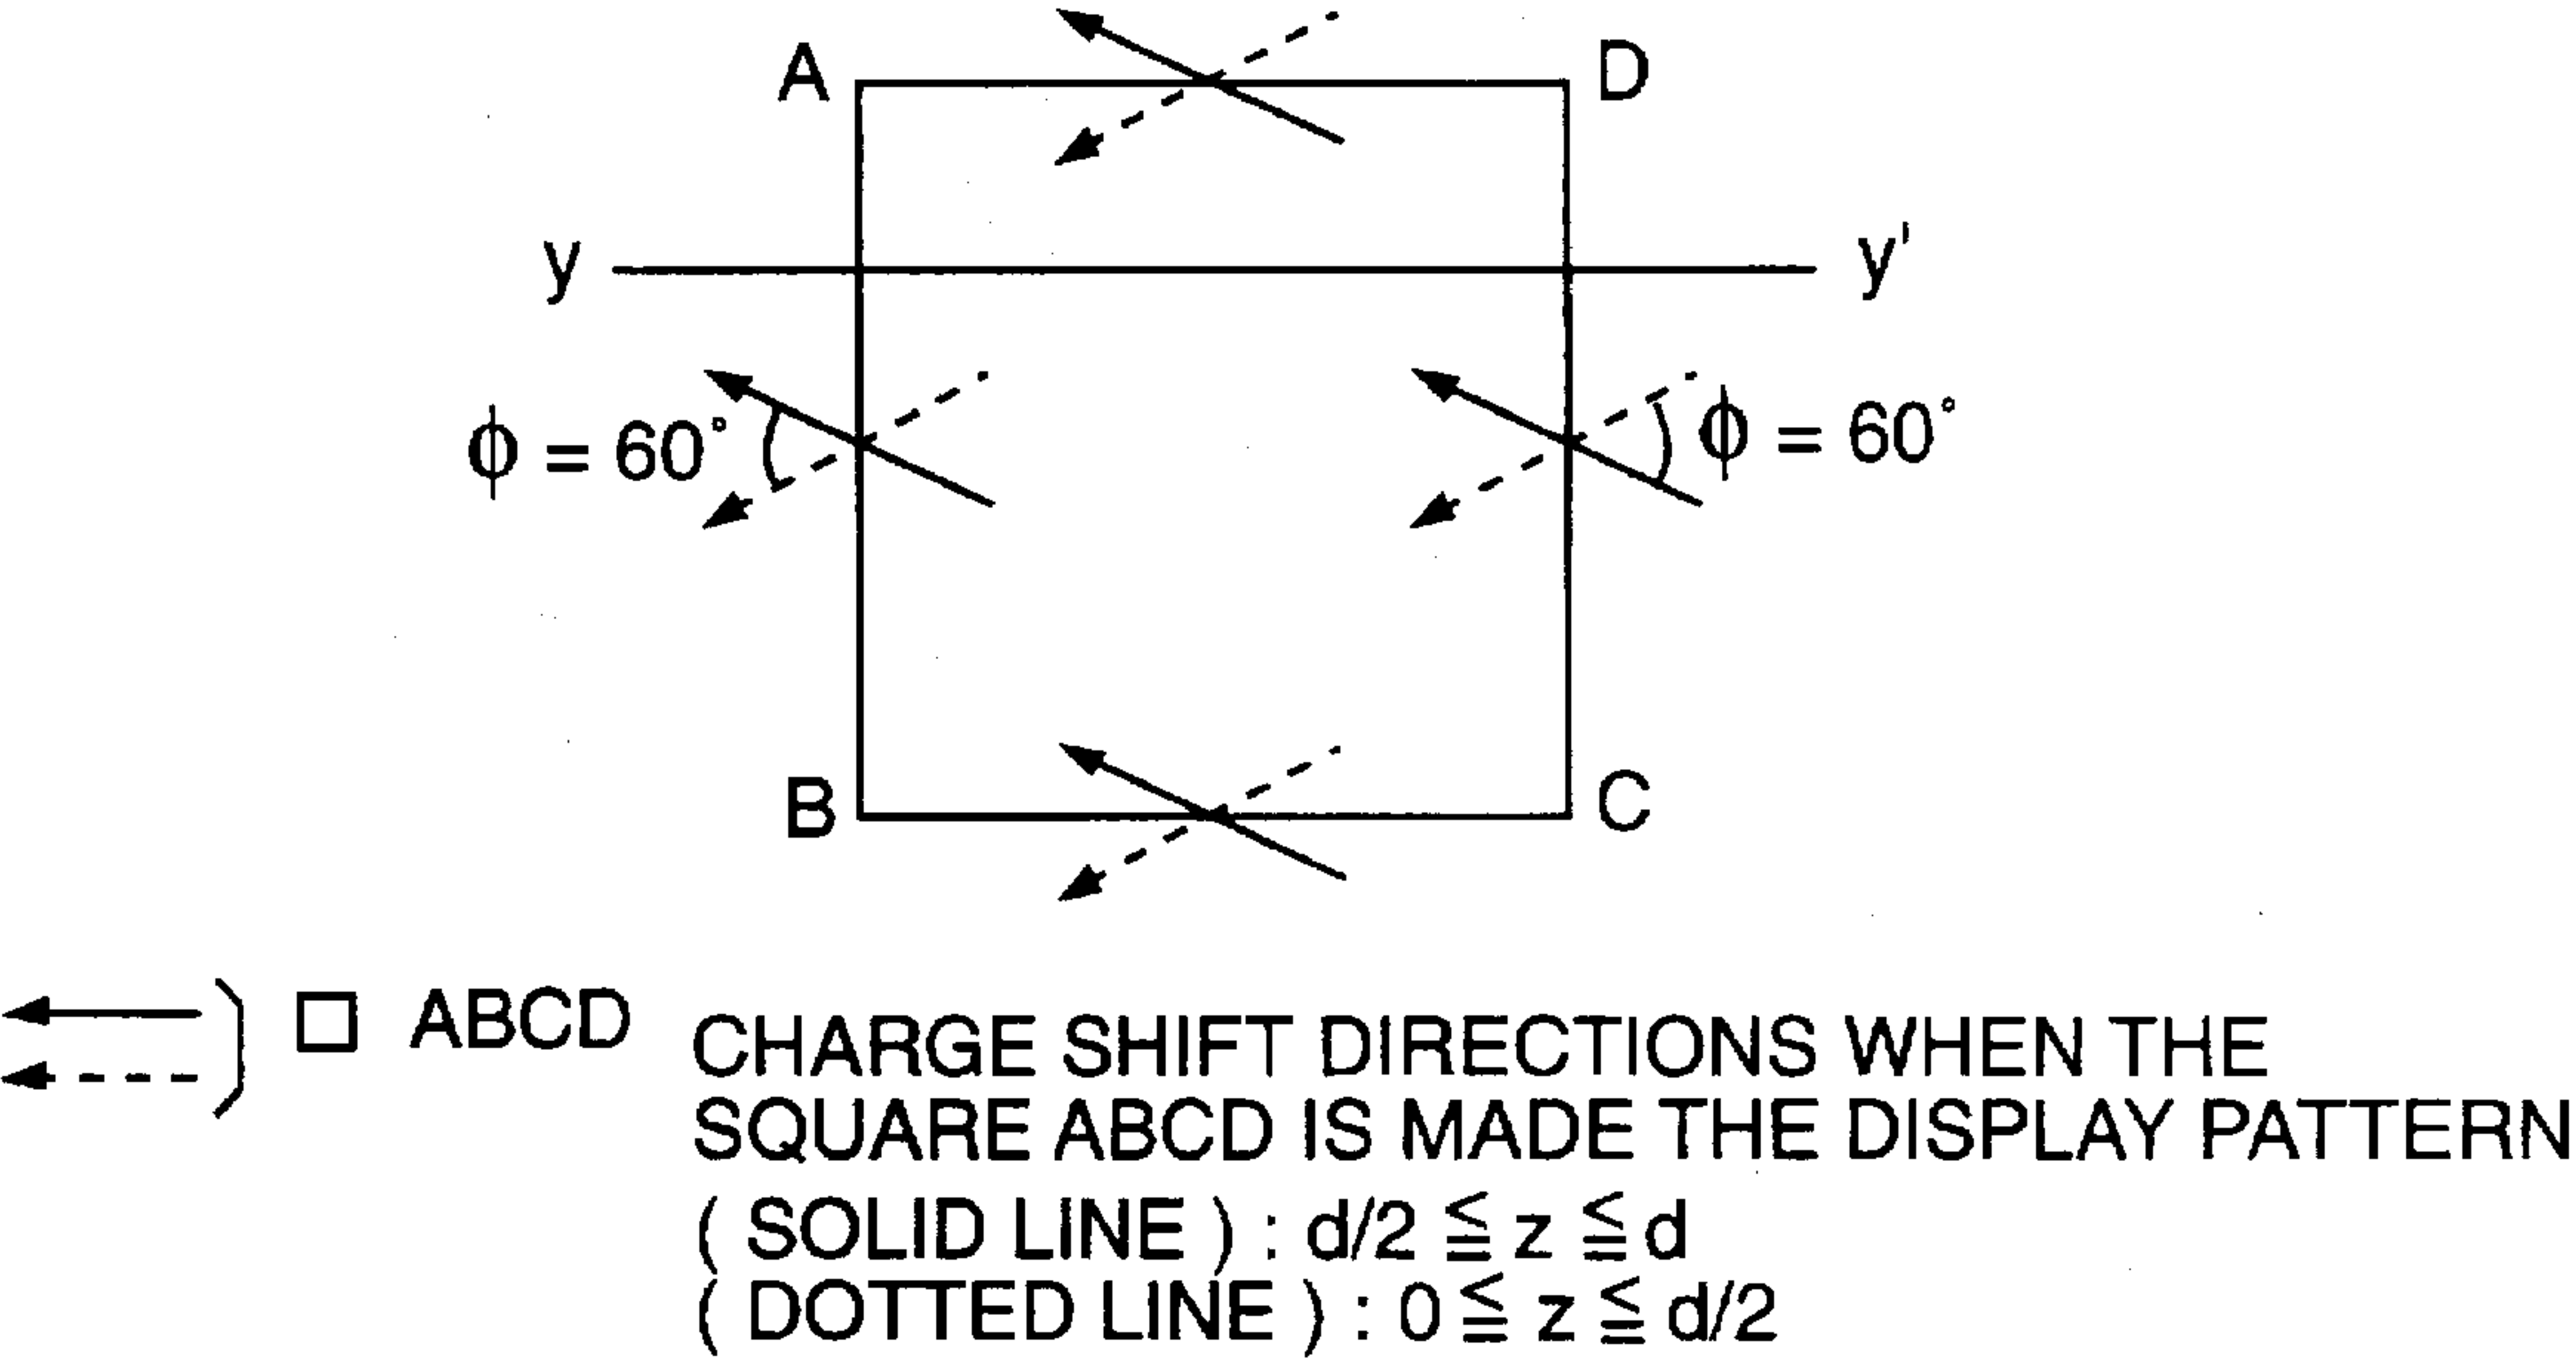 A D
y y'
ϕ = 60° ϕ = 60°
B C
□ ABCD CHARGE SHIFT DIRECTIONS WHEN THE
SQUARE ABCD IS MADE THE DISPLAY PATTERN
( SOLID LINE ) : d/2 ≦ z ≦ d
( DOTTED LINE ) : 0 ≦ z ≦ d/2